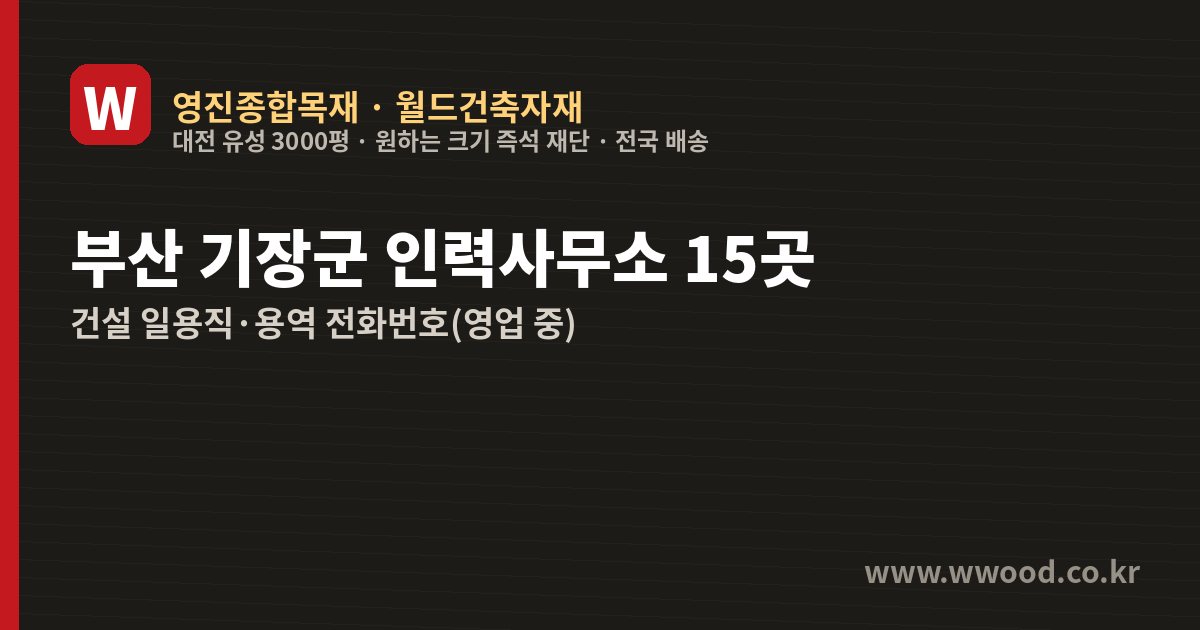 W
영진종합목재 · 월드건축자재
대전 유성 3000평 · 원하는 크기 즉석 재단 · 전국 배송
부산 기장군 인력사무소 15곳
건설 일용직·용역 전화번호(영업 중)
www.wwood.co.kr